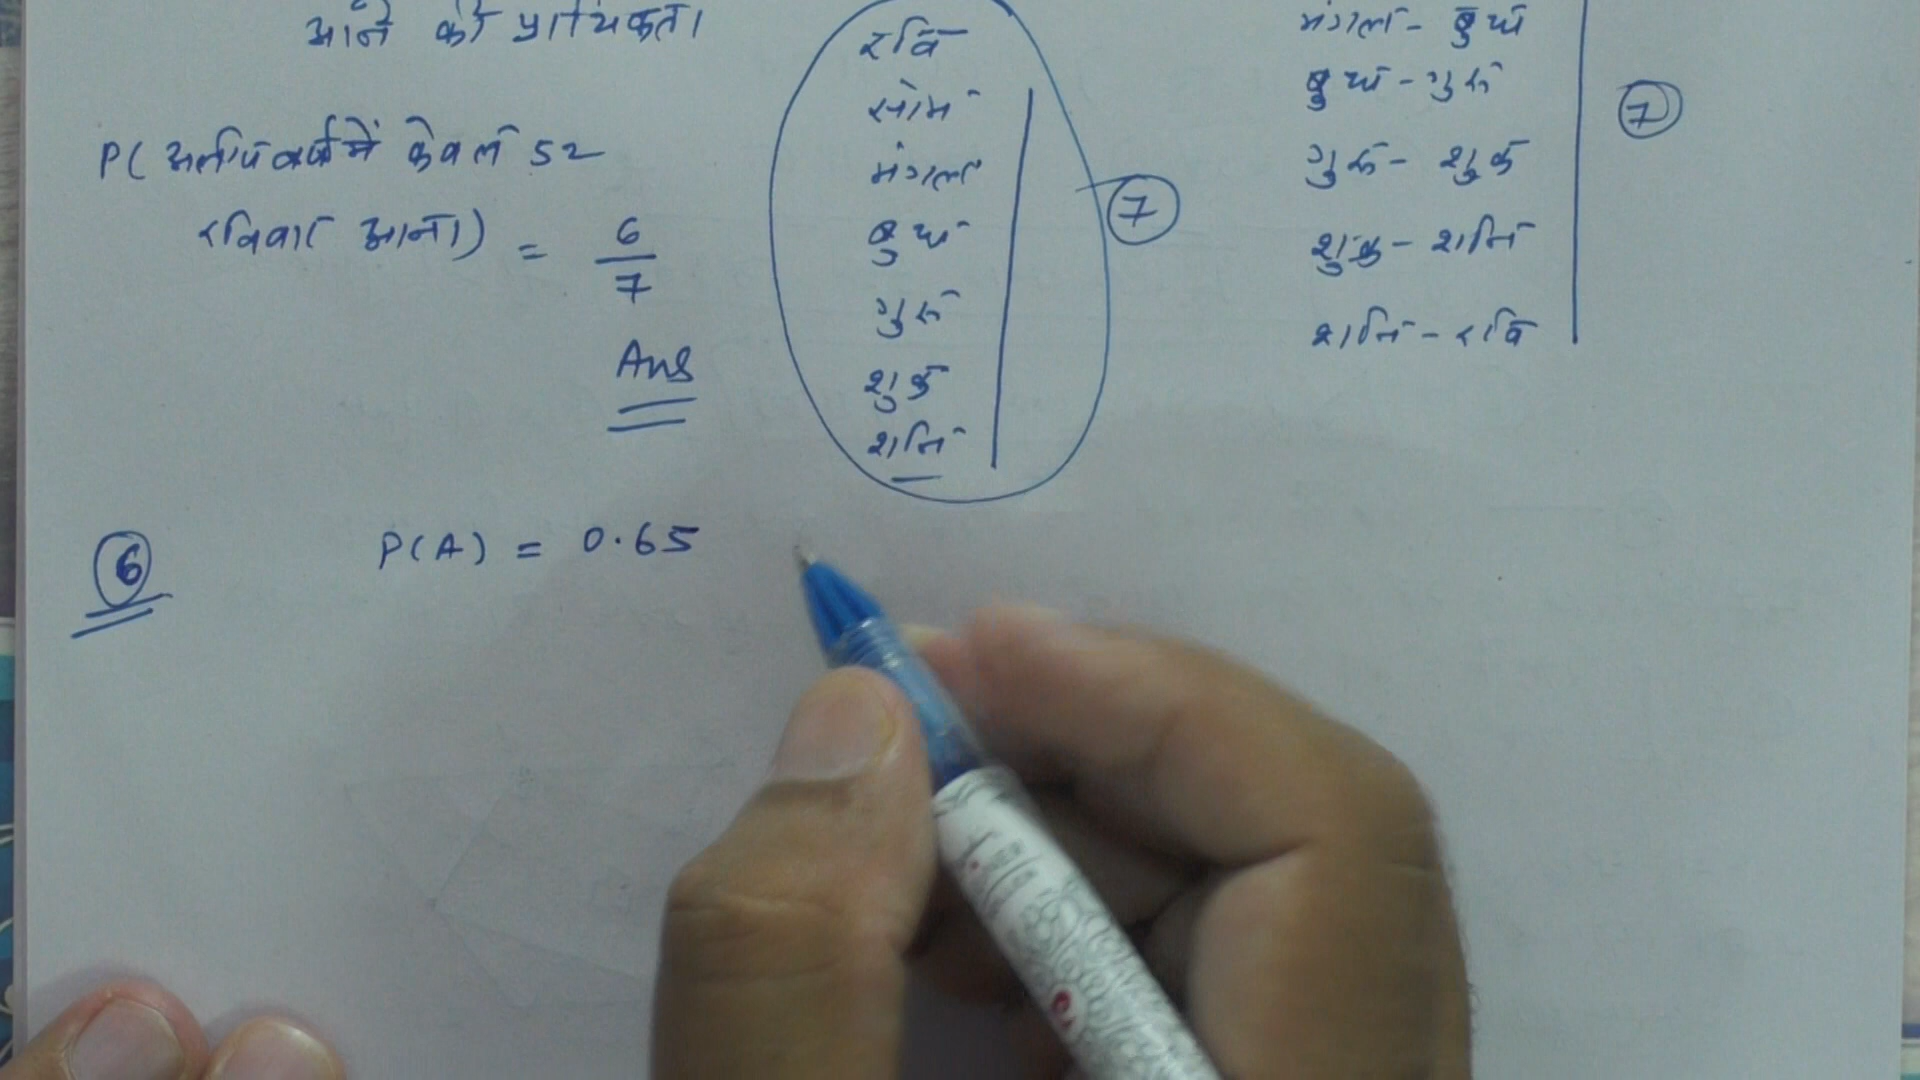 आने की प्रायिकता
P(अलीप वर्ष में केवल 52
रविवार आना) = 6/7
Ans
रवि
सोम
मंगल
बुध
गुरु
शुक्र
शनि
7
मंगल - बुध
बुध - गुरु
गुरु - शुक्र
शुक्र - शनि
शनि - रवि
7
6
P(A) = 0.65